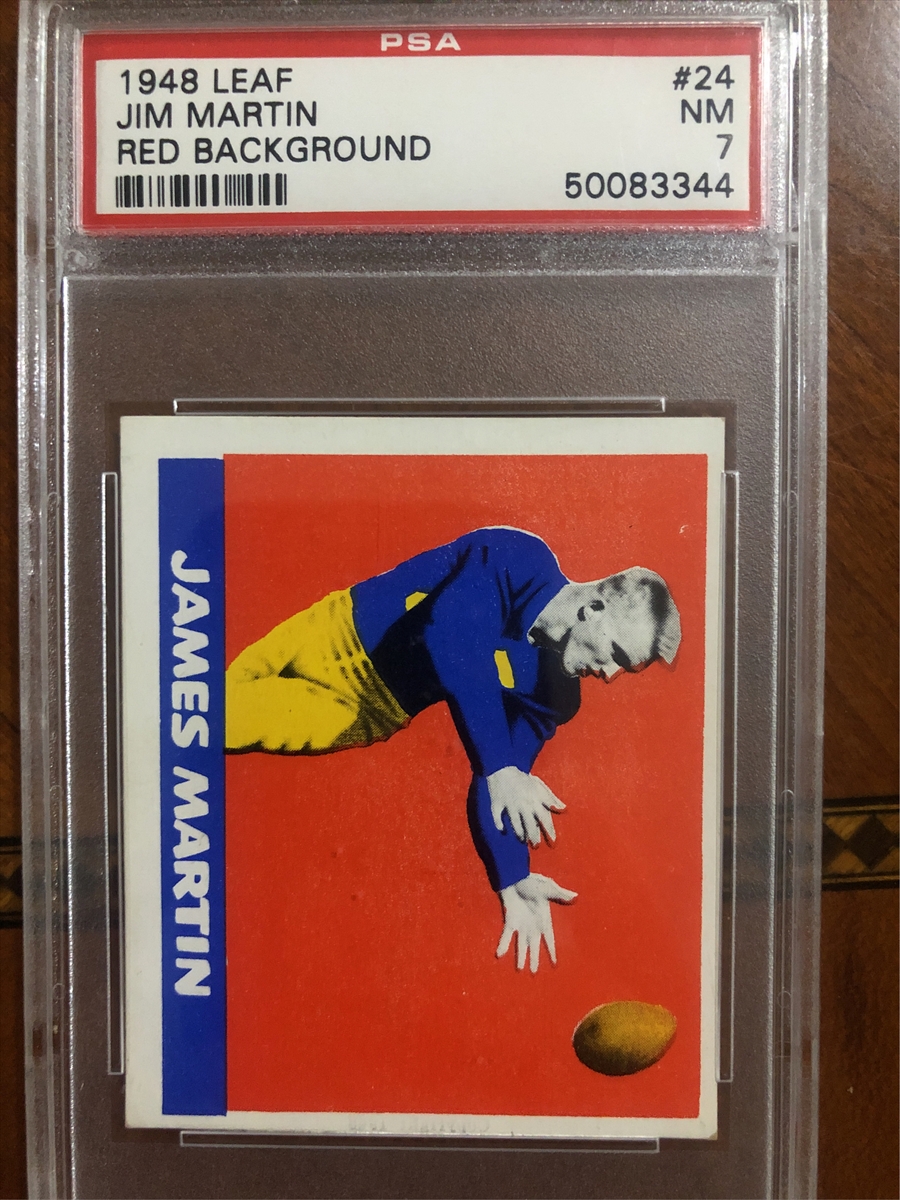 PSA
1948 LEAF #24
JIM MARTIN NM
RED BACKGROUND 7
50083344
JAMES MARTIN